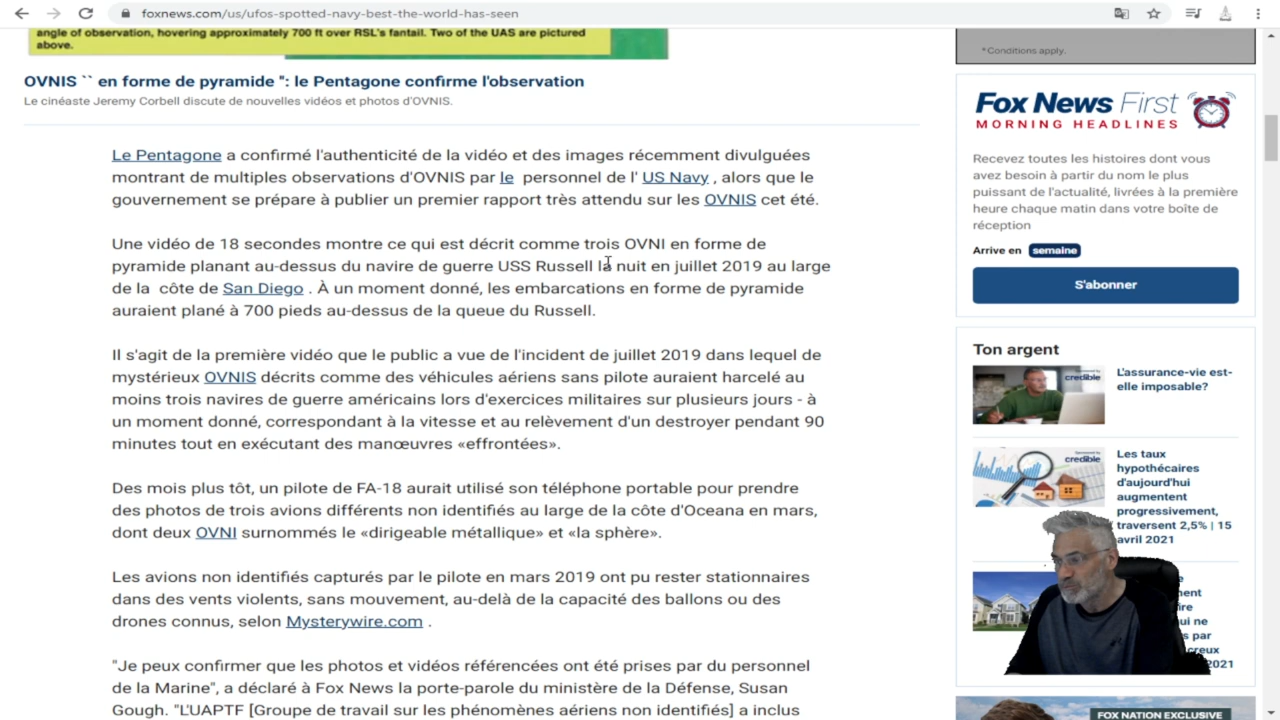 foxnews.com/us/ufos-spotted-navy-best-the-world-has-seen
angle of observation, hovering approximately 700 ft over RSL's fantail. Two of the UAS are pictured
above.
OVNIS `` en forme de pyramide '': le Pentagone confirme l'observation
Le cinéaste Jeremy Corbell discute de nouvelles vidéos et photos d'OVNIS.
Le Pentagone a confirmé l'authenticité de la vidéo et des images récemment divulguées
montrant de multiples observations d'OVNIS par le personnel de l' US Navy , alors que le
gouvernement se prépare à publier un premier rapport très attendu sur les OVNIS cet été.
Une vidéo de 18 secondes montre ce qui est décrit comme trois OVNI en forme de
pyramide planant au-dessus du navire de guerre USS Russell la nuit en juillet 2019 au large
de la côte de San Diego . À un moment donné, les embarcations en forme de pyramide
auraient plané à 700 pieds au-dessus de la queue du Russell.
Il s'agit de la première vidéo que le public a vue de l'incident de juillet 2019 dans lequel de
mystérieux OVNIS décrits comme des véhicules aériens sans pilote auraient harcelé au
moins trois navires de guerre américains lors d'exercices militaires sur plusieurs jours - à
un moment donné, correspondant à la vitesse et au relèvement d'un destroyer pendant 90
minutes tout en exécutant des manœuvres «effrontées».
Des mois plus tôt, un pilote de FA-18 aurait utilisé son téléphone portable pour prendre
des photos de trois avions différents non identifiés au large de la côte d'Oceana en mars,
dont deux OVNI surnommés le «dirigeable métallique» et «la sphère».
Les avions non identifiés capturés par le pilote en mars 2019 ont pu rester stationnaires
dans des vents violents, sans mouvement, au-delà de la capacité des ballons ou des
drones connus, selon Mysterywire.com .
"Je peux confirmer que les photos et vidéos référencées ont été prises par du personnel
de la Marine", a déclaré à Fox News la porte-parole du ministère de la Défense, Susan
Gough. "L'UAPTF [Groupe de travail sur les phénomènes aériens non identifiés] a inclus
*Conditions apply.
Fox News First
MORNING HEADLINES
Recevez toutes les histoires dont vous
avez besoin à partir du nom le plus
puissant de l'actualité, livrées à la première
heure chaque matin dans votre boîte de
réception
Arrive en semaine
S'abonner
Ton argent
credible
L'assurance-vie est-
elle imposable?
credible
Les taux
hypothécaires
d'aujourd'hui
augmentent
progressivement,
traversent 2,5% | 15
avril 2021
2021
FOX NATION EXCLUSIVE